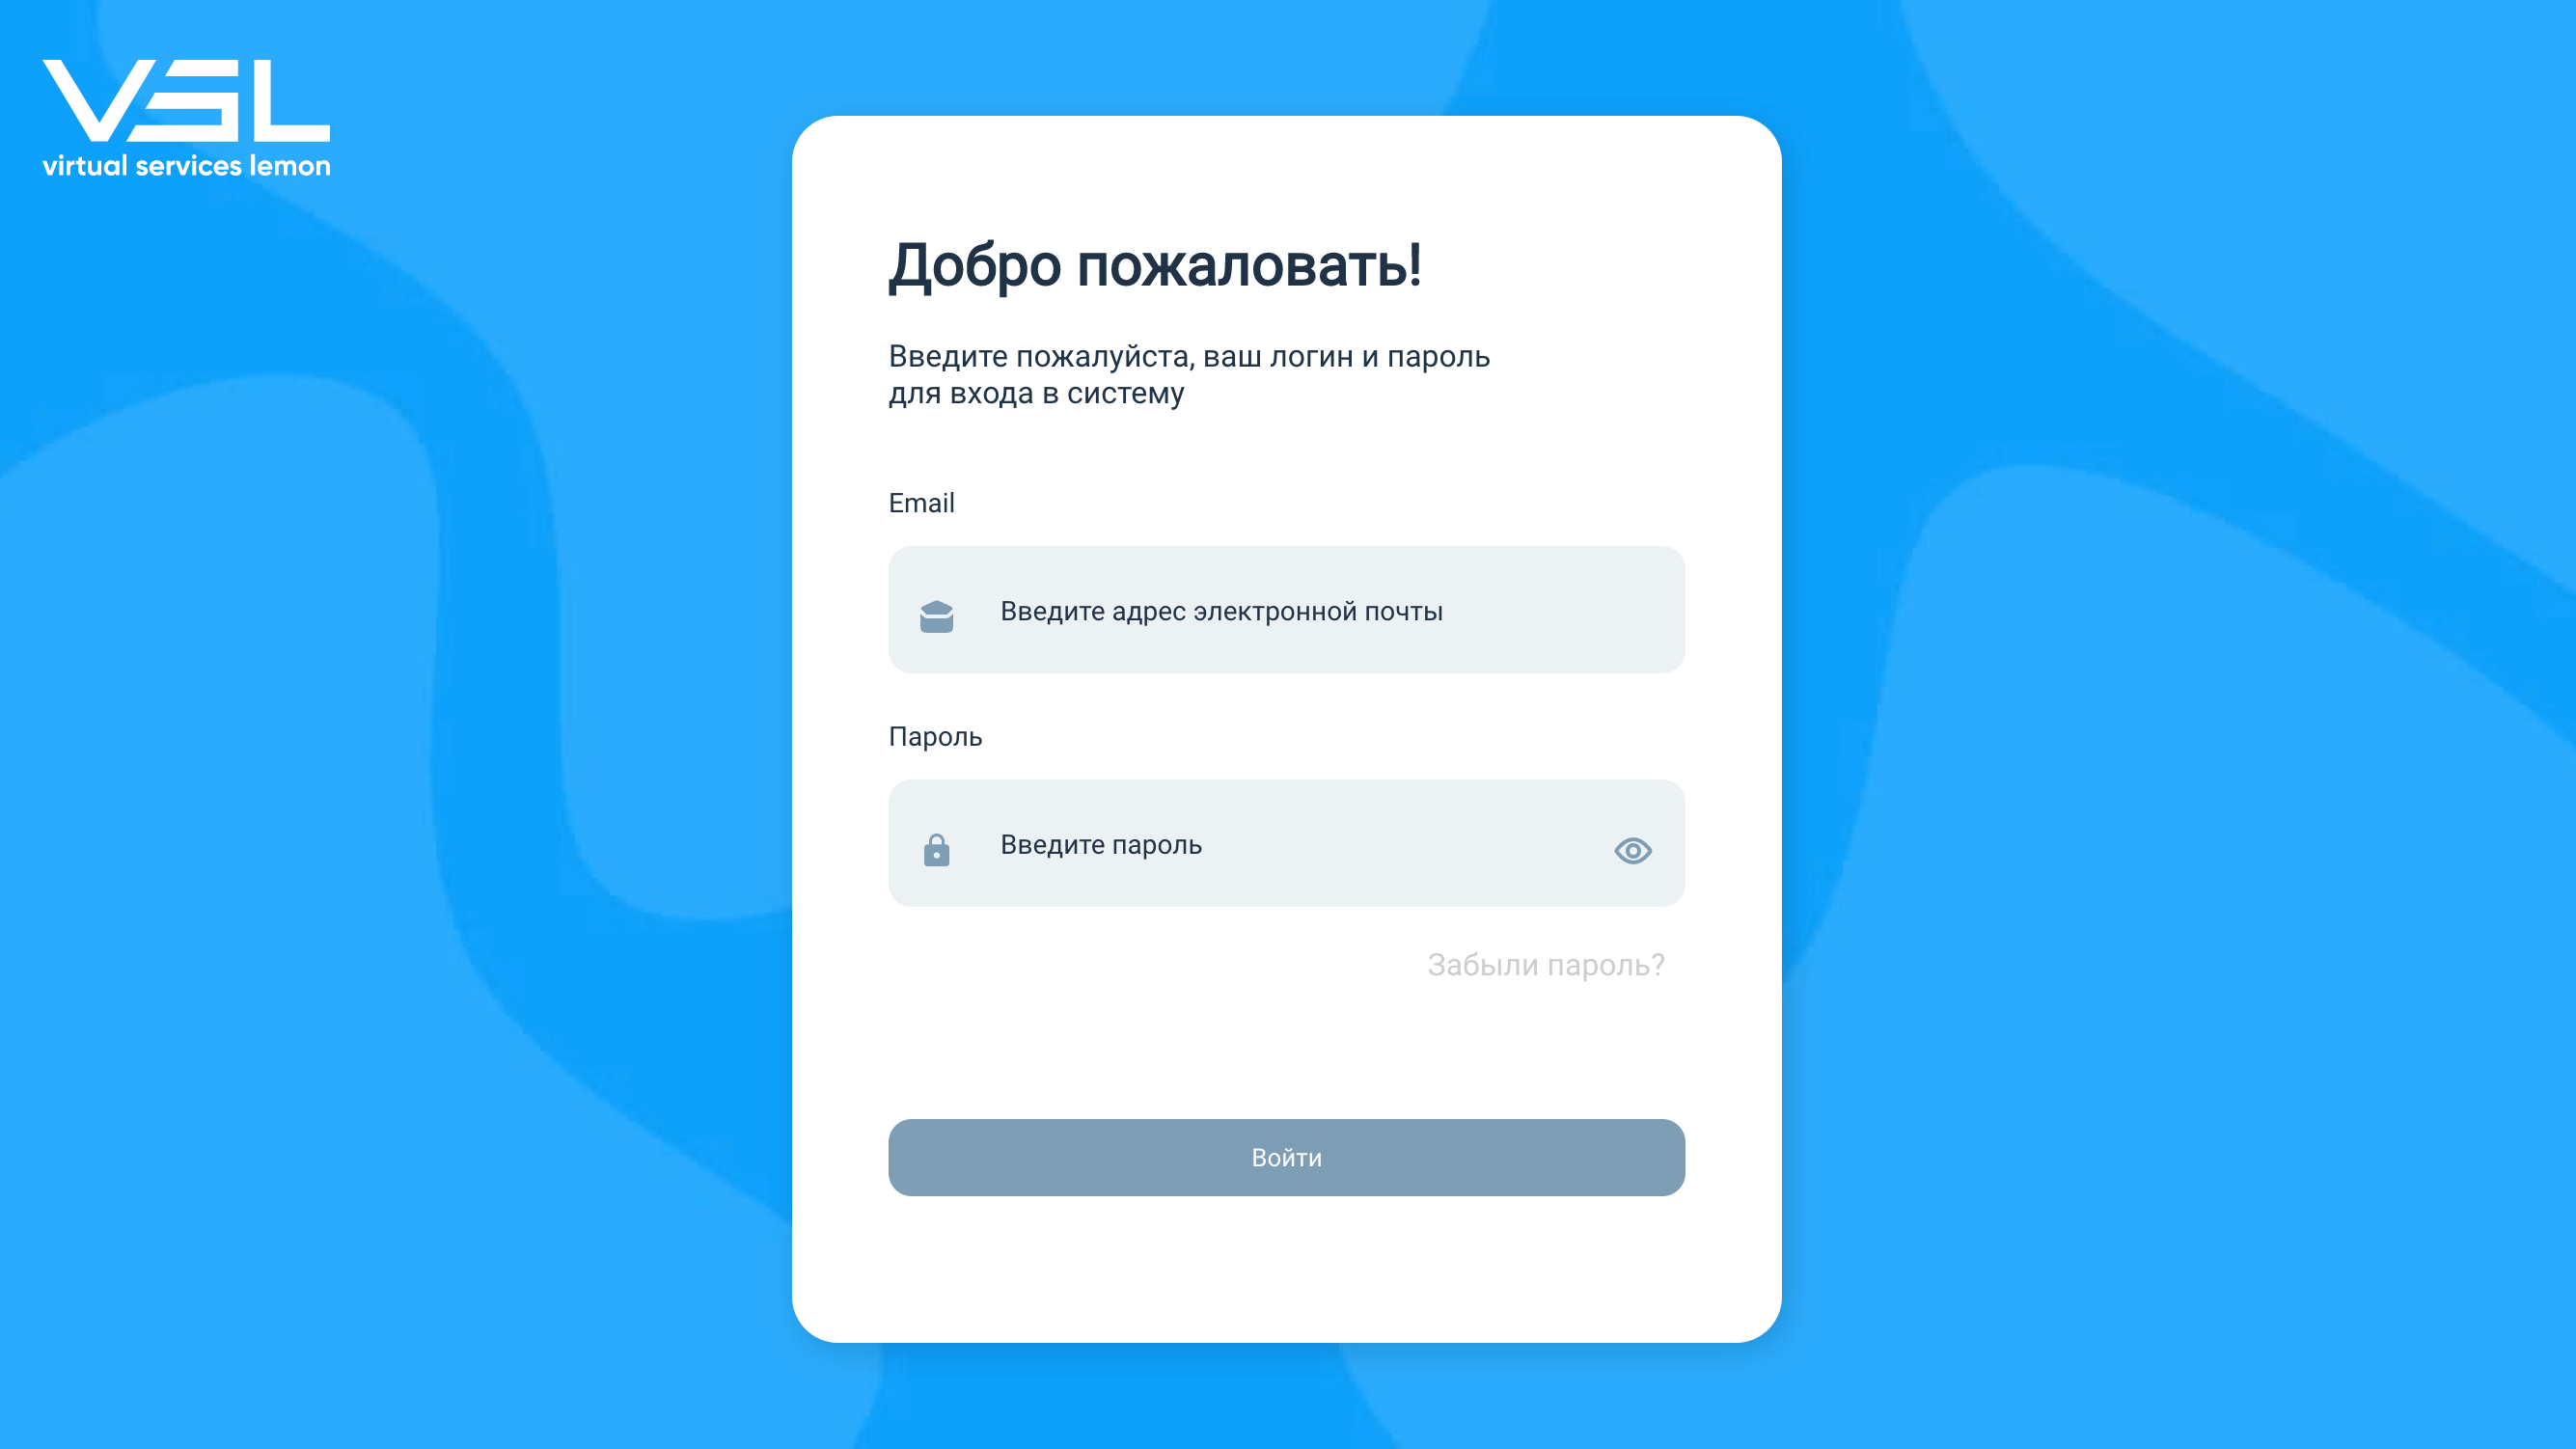 VSL
virtual services lemon
Добро пожаловать!
Введите пожалуйста, ваш логин и пароль
для входа в систему
Email
Введите адрес электронной почты
Пароль
Введите пароль
Забыли пароль?
Войти